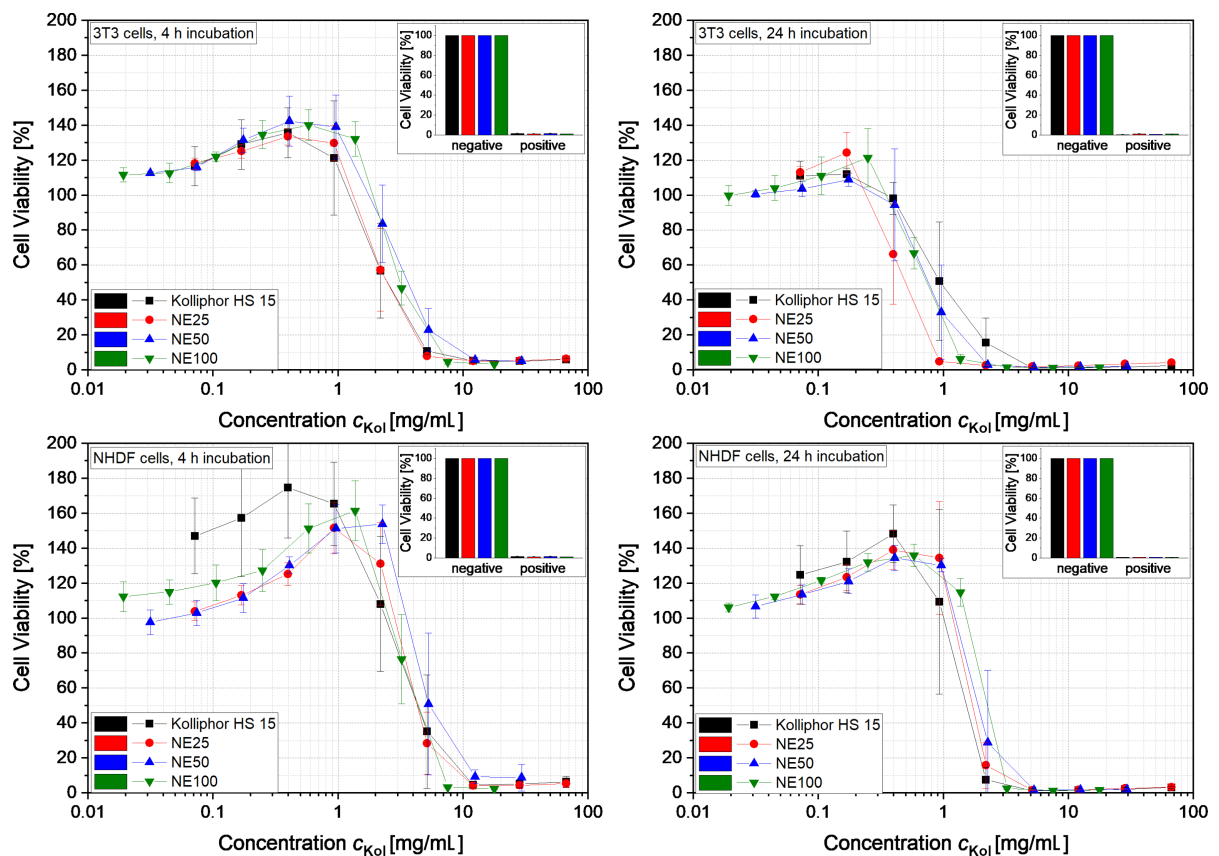 3T3 cells, 4 h incubation
Cell Viability [%]
200
180
160
140
120
100
80
60
40
20
0
0.01
0.1
1
10
100
Concentration cKol [mg/mL]
Kolliphor HS 15
NE25
NE50
NE100
Cell Viability [%]
100
80
60
40
20
0
negative positive
3T3 cells, 24 h incubation
Cell Viability [%]
200
180
160
140
120
100
80
60
40
20
0
0.01
0.1
1
10
100
Concentration cKol [mg/mL]
Kolliphor HS 15
NE25
NE50
NE100
Cell Viability [%]
100
80
60
40
20
0
negative positive
NHDF cells, 4 h incubation
Cell Viability [%]
200
180
160
140
120
100
80
60
40
20
0
0.01
0.1
1
10
100
Concentration cKol [mg/mL]
Kolliphor HS 15
NE25
NE50
NE100
Cell Viability [%]
100
80
60
40
20
0
negative positive
NHDF cells, 24 h incubation
Cell Viability [%]
200
180
160
140
120
100
80
60
40
20
0
0.01
0.1
1
10
100
Concentration cKol [mg/mL]
Kolliphor HS 15
NE25
NE50
NE100
Cell Viability [%]
100
80
60
40
20
0
negative positive